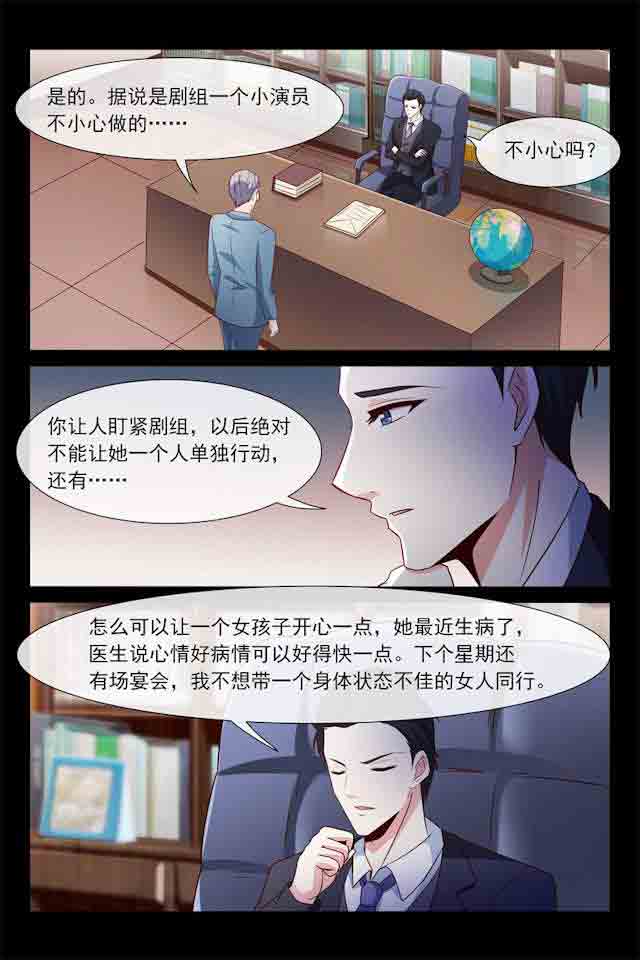 是的。据说是剧组一个小演员
不小心做的……
不小心吗？
你让人盯紧剧组，以后绝对
不能让她一个人单独行动，
还有……
怎么可以让一个女孩子开心一点，她最近生病了，
医生说心情好病情可以好得快一点。下个星期还
有场宴会，我不想带一个身体状态不佳的女人同行。